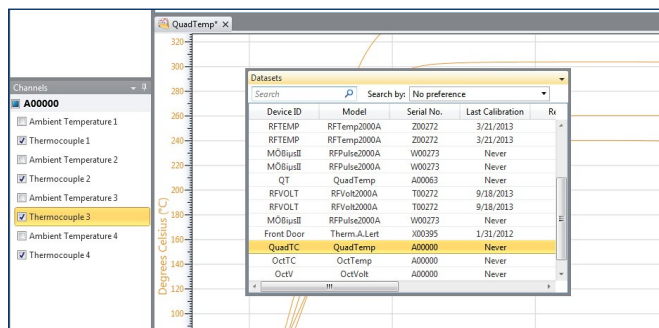 QuadTemp*
Channels
A00000
Ambient Temperature 1
Thermocouple 1
Ambient Temperature 2
Thermocouple 2
Ambient Temperature 3
Thermocouple 3
Ambient Temperature 4
Thermocouple 4
Degrees Celsius (°C)
320
300
280
260
240
220
200
180
160
140
120
100
Datasets
Search Search by: No preference
Device ID Model Serial No. Last Calibration Re
RFTEMP RFTemp2000A Z00272 3/21/2013
RFTEMP RFTemp2000A Z00272 3/21/2013
MÖßiµsII RFPulse2000A W00273 Never
MÖßiµsII RFPulse2000A W00273 Never
QT QuadTemp A00063 Never
RFVOLT RFVolt2000A T00272 9/18/2013
RFVOLT RFVolt2000A T00272 9/18/2013
MÖßiµsII RFPulse2000A W00273 Never
Front Door Therm.A.Lert X00395 1/31/2012
QuadTC QuadTemp A00000 Never
OctTC OctTemp A00000 Never
OctV OctVolt A00000 Never